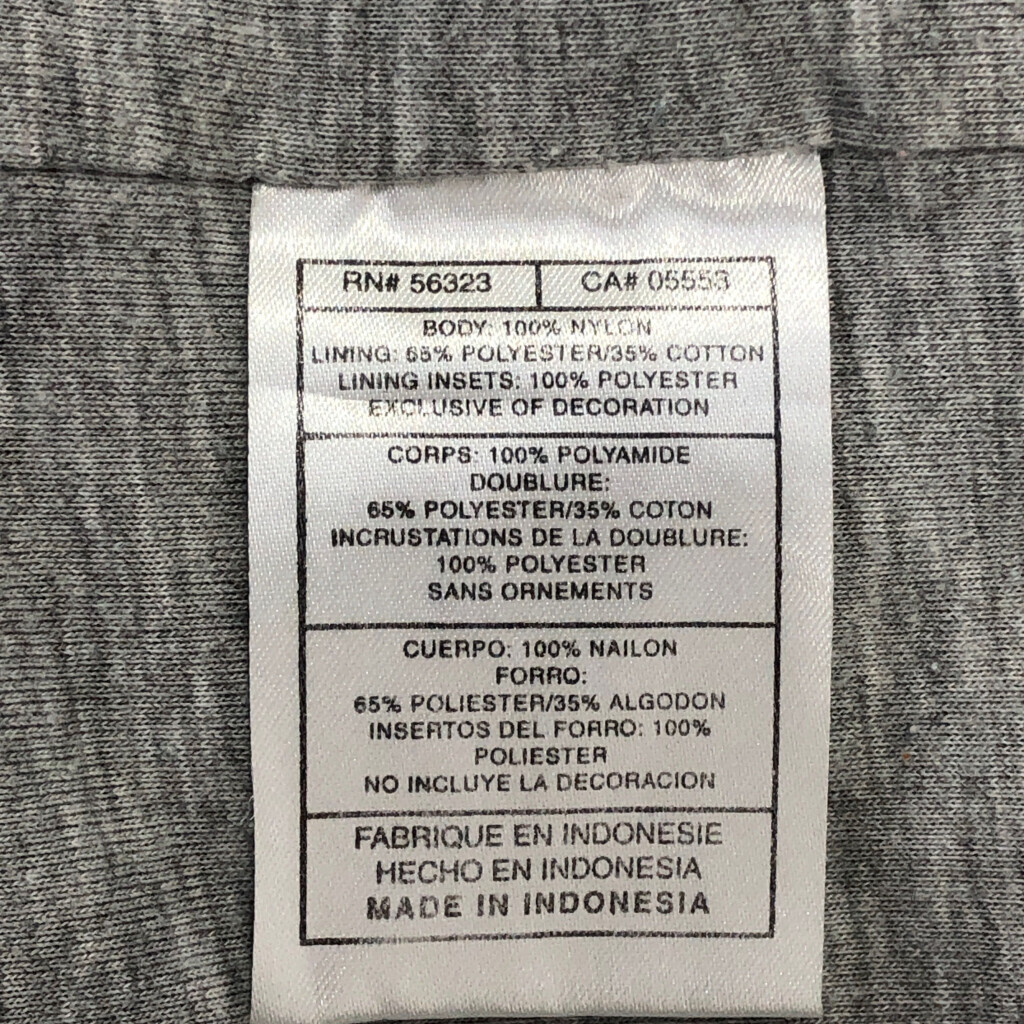 RN# 56323 CA# 05553
BODY: 100% NYLON
LINING: 65% POLYESTER/35% COTTON
LINING INSETS: 100% POLYESTER
EXCLUSIVE OF DECORATION
CORPS: 100% POLYAMIDE
DOUBLURE:
65% POLYESTER/35% COTON
INCRUSTATIONS DE LA DOUBLURE:
100% POLYESTER
SANS ORNEMENTS
CUERPO: 100% NAILON
FORRO:
65% POLIESTER/35% ALGODON
INSERTOS DEL FORRO: 100%
POLIESTER
NO INCLUYE LA DECORACION
FABRIQUE EN INDONESIE
HECHO EN INDONESIA
MADE IN INDONESIA